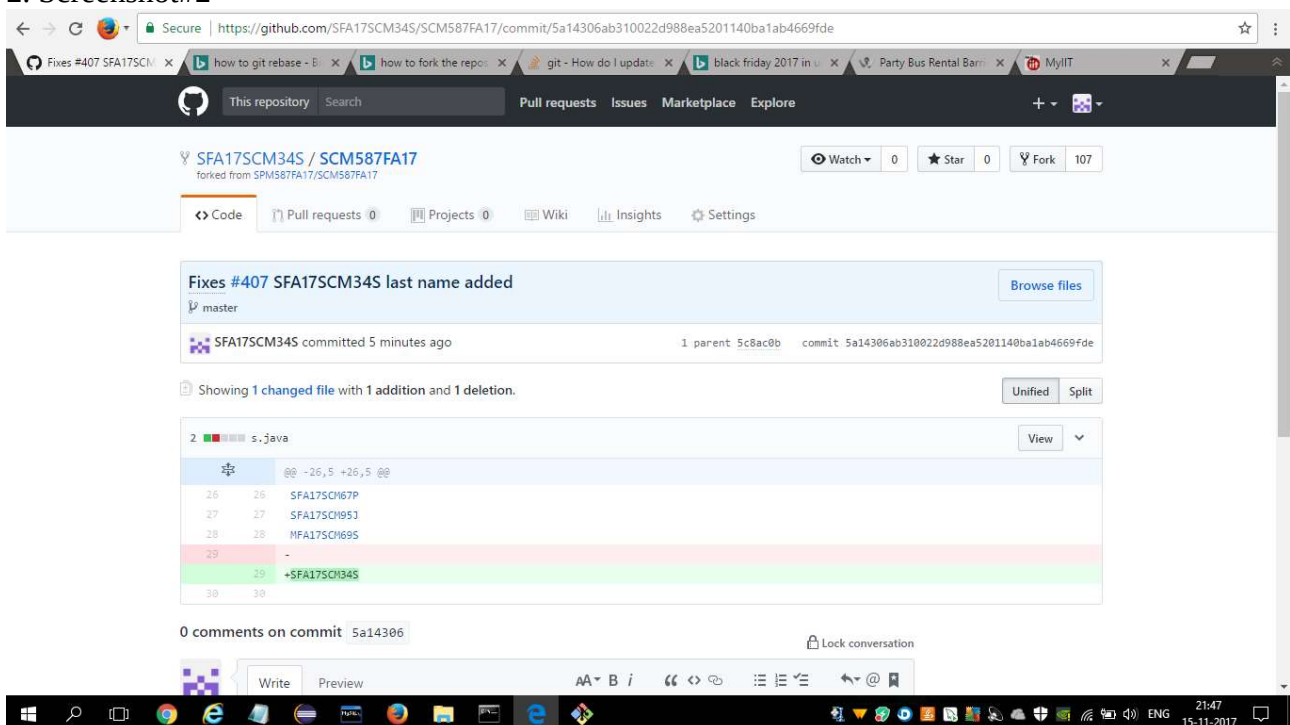 2. Screenshot#2
Secure | https://github.com/SFA17SCM34S/SCM587FA17/commit/5a14306ab310022d988ea5201140ba1ab4669fde
Fixes #407 SFA17SCM
how to git rebase - B
how to fork the repos
git - How do I update
black friday 2017 in u
Party Bus Rental Barri
MyIIT
This repository Search Pull requests Issues Marketplace Explore
SFA17SCM34S / SCM587FA17
forked from SPM587FA17/SCM587FA17
Watch 0 Star 0 Fork 107
Code Pull requests 0 Projects 0 Wiki Insights Settings
Fixes #407 SFA17SCM34S last name added
Browse files
master
SFA17SCM34S committed 5 minutes ago 1 parent 5c8ac0b commit 5a14306ab310022d988ea5201140ba1ab4669fde
Showing 1 changed file with 1 addition and 1 deletion.
Unified Split
2 s.java View
@@ -26,5 +26,5 @@
26 26 SFA17SCM67P
27 27 SFA17SCM95J
28 28 MFA17SCM69S
29 -
29 +SFA17SCM34S
30 30
0 comments on commit 5a14306
Lock conversation
Write Preview AA B i “ <> @
ENG 21:47
15-11-2017